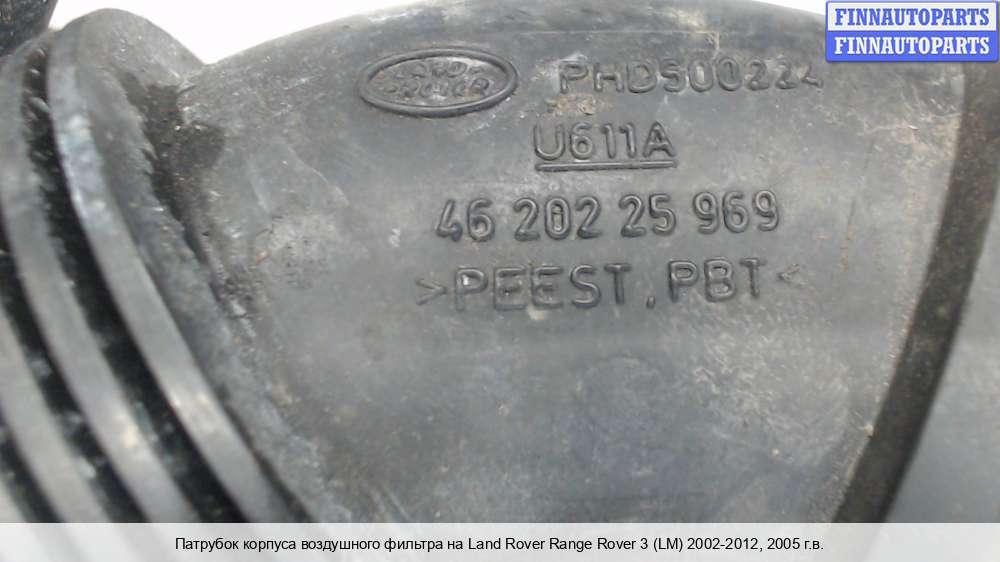 FINNAUTOPARTS
FINNAUTOPARTS
LAND ROVER PHD500224
U611A
46 202 25 969
>PEEST, PBT<
Патрубок корпуса воздушного фильтра на Land Rover Range Rover 3 (LM) 2002-2012, 2005 г.в.